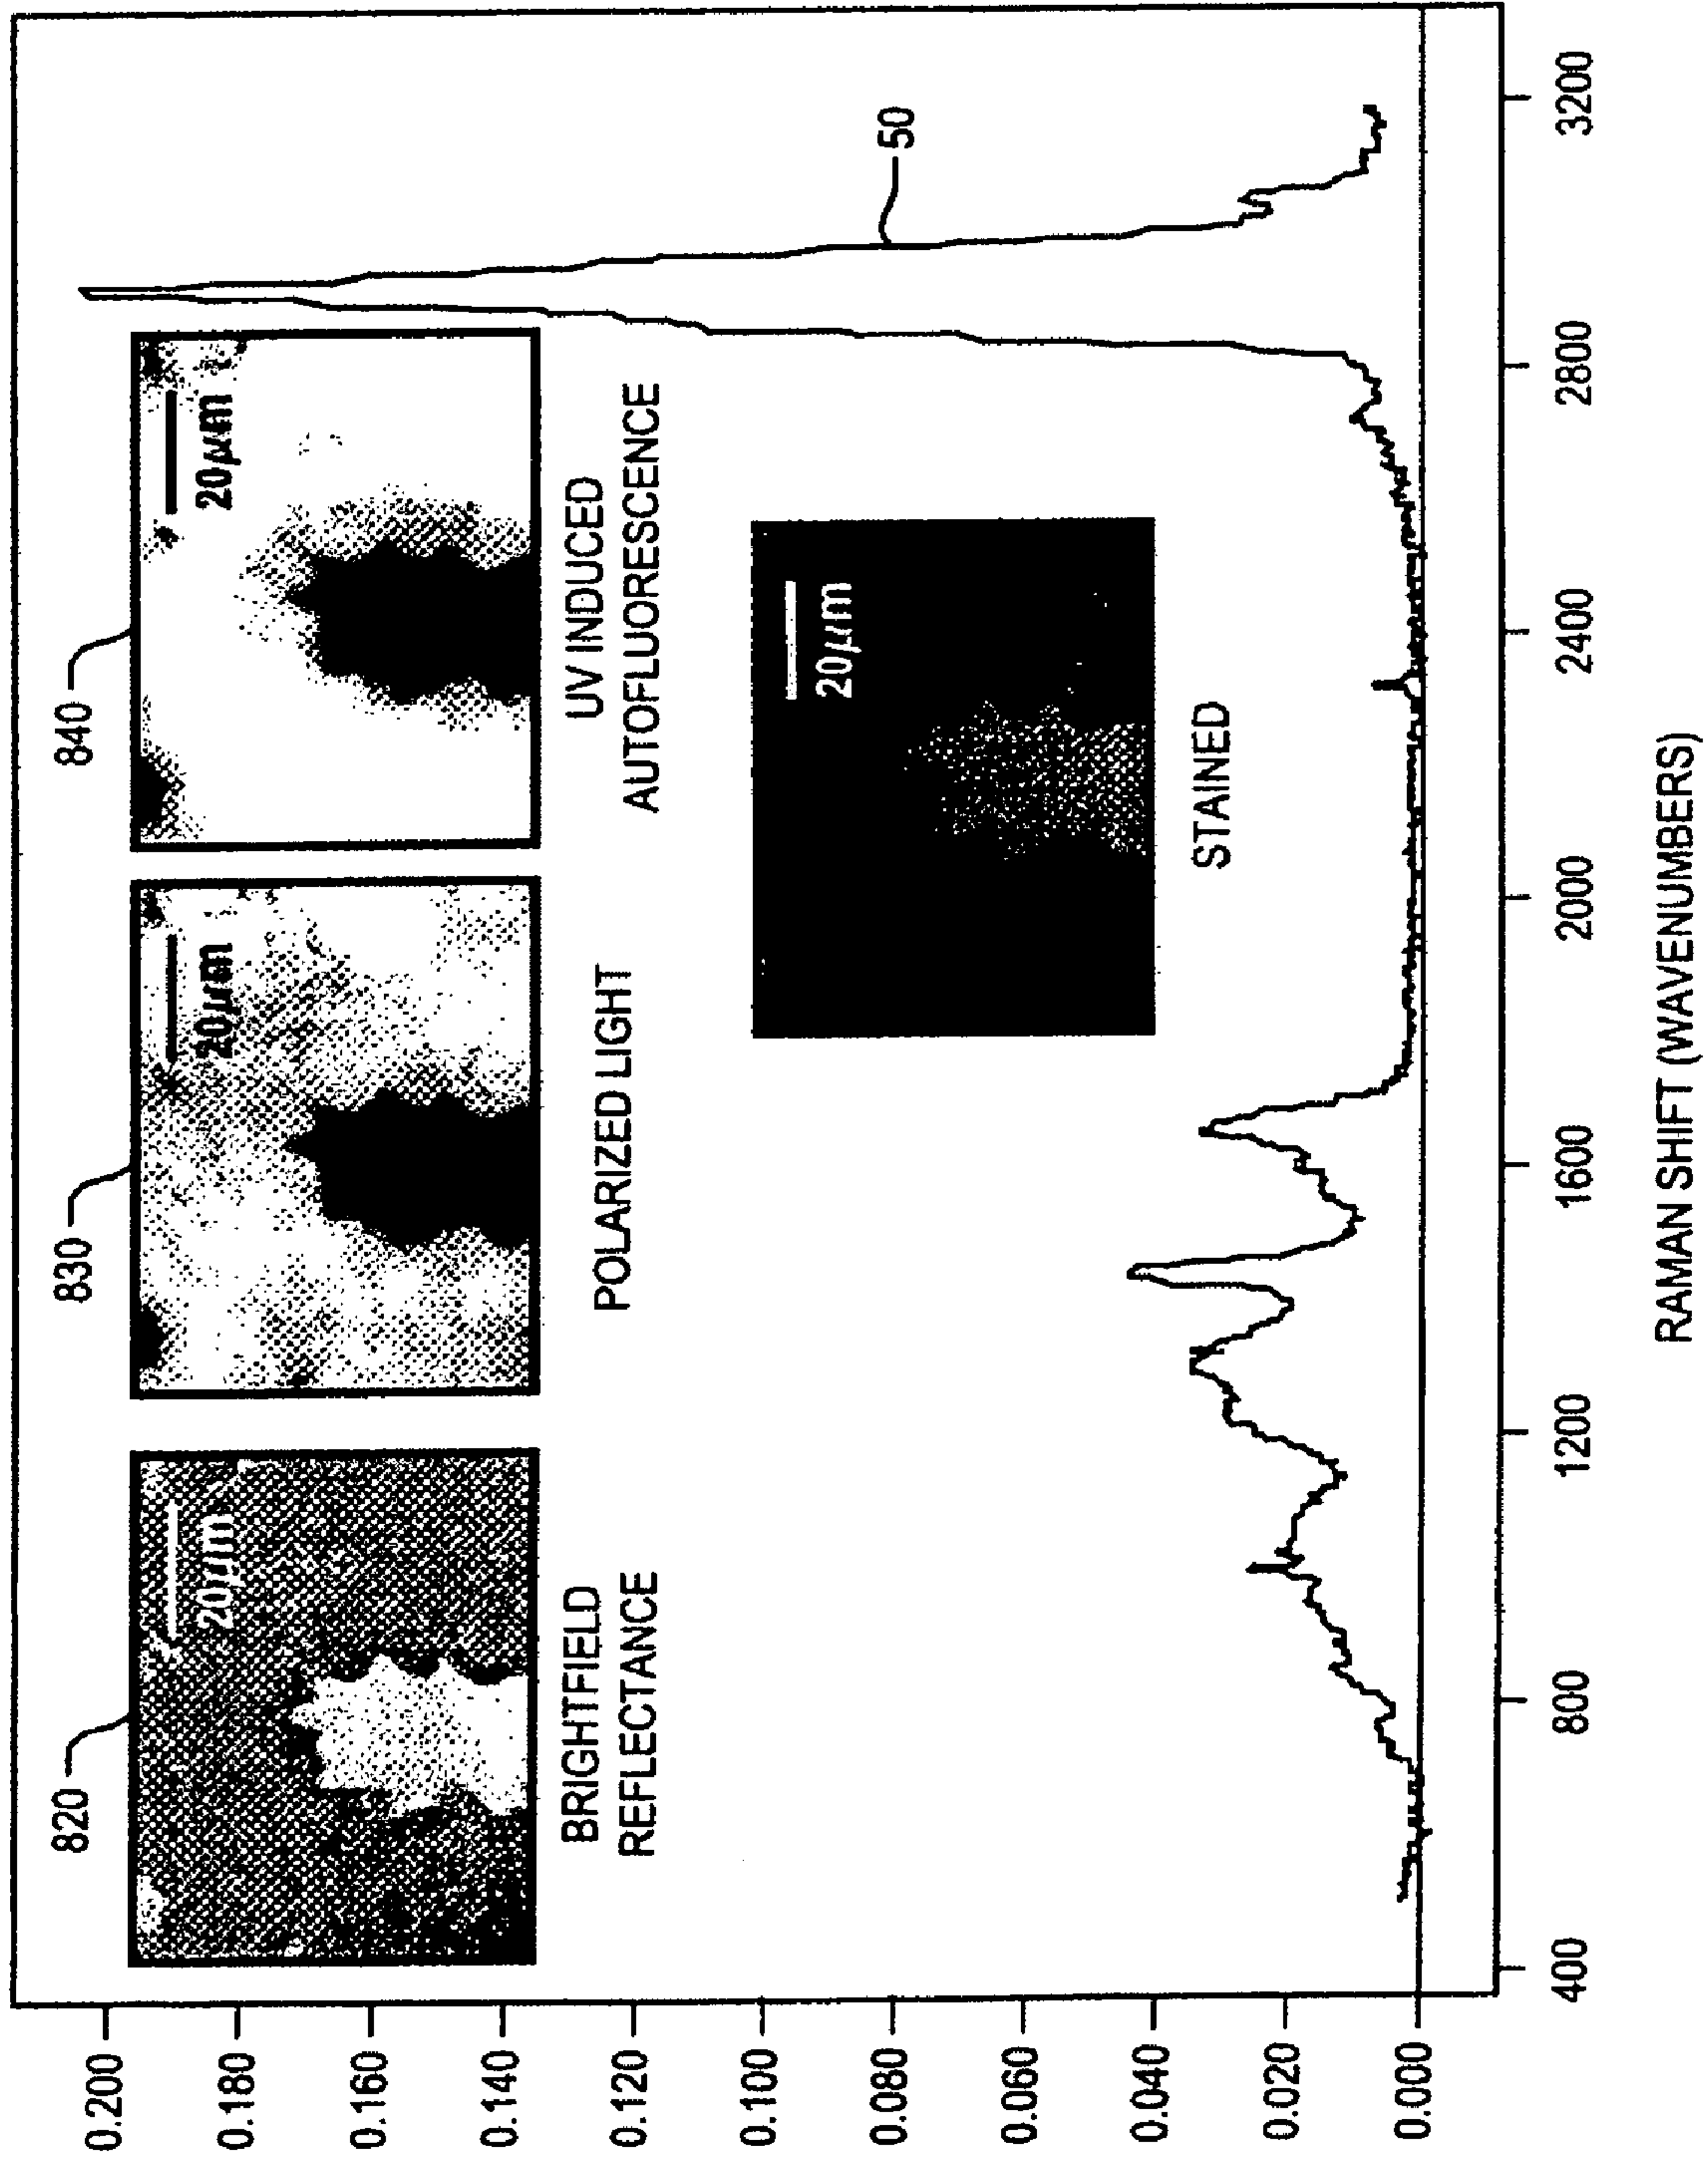 820
830
840
20µm
20µm
20µm
BRIGHTFIELD
REFLECTANCE
POLARIZED LIGHT
UV INDUCED
AUTOFLUORESCENCE
20µm
STAINED
50
0.200
0.180
0.160
0.140
0.120
0.100
0.080
0.060
0.040
0.020
0.000
400
800
1200
1600
2000
2400
2800
3200
RAMAN SHIFT (WAVENUMBERS)